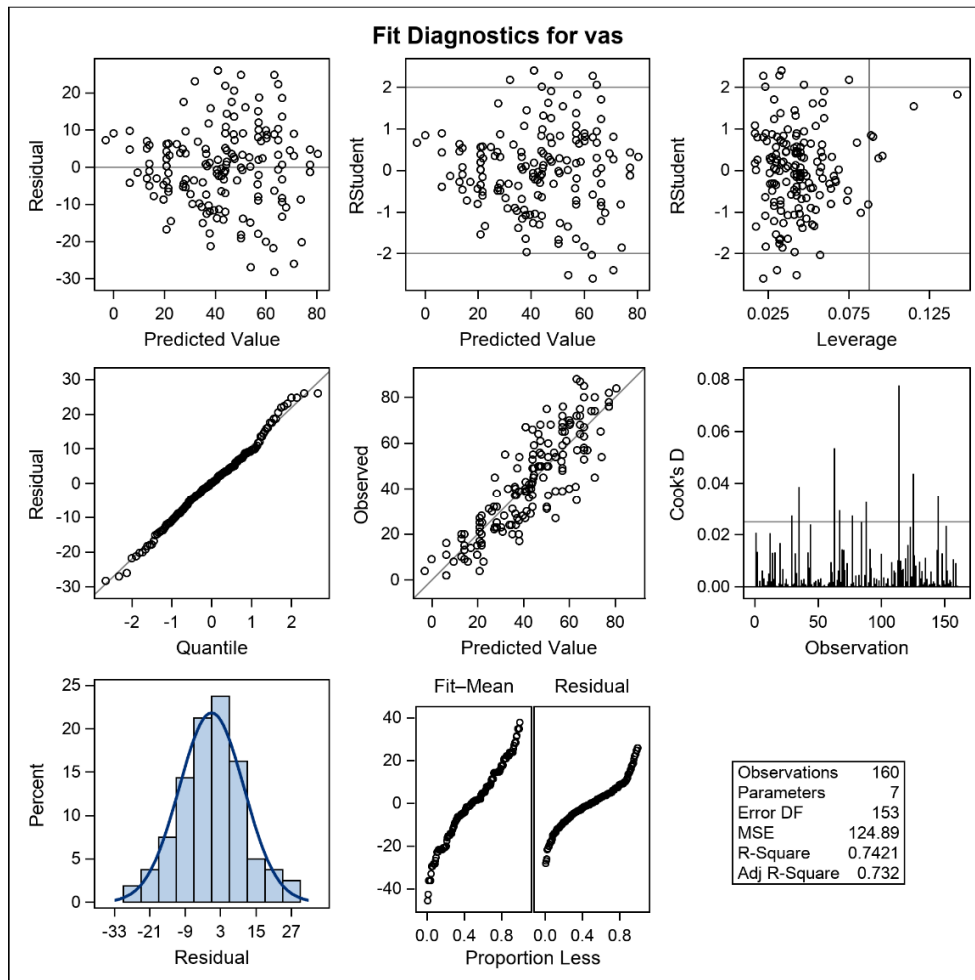 Fit Diagnostics for vas
Residual
20
10
0
-10
-20
-30
0 20 40 60 80
Predicted Value
RStudent
2
1
0
-1
-2
0 20 40 60 80
Predicted Value
RStudent
2
1
0
-1
-2
0.025 0.075 0.125
Leverage
Residual
30
20
10
0
-10
-20
-30
-2 -1 0 1 2
Quantile
Observed
80
60
40
20
0
0 20 40 60 80
Predicted Value
Cook's D
0.08
0.06
0.04
0.02
0.00
0 50 100 150
Observation
Percent
25
20
15
10
5
0
-33 -21 -9 3 15 27
Residual
Fit–Mean Residual
40
20
0
-20
-40
0.0 0.4 0.8 0.0 0.4 0.8
Proportion Less
Observations 160
Parameters 7
Error DF 153
MSE 124.89
R-Square 0.7421
Adj R-Square 0.732